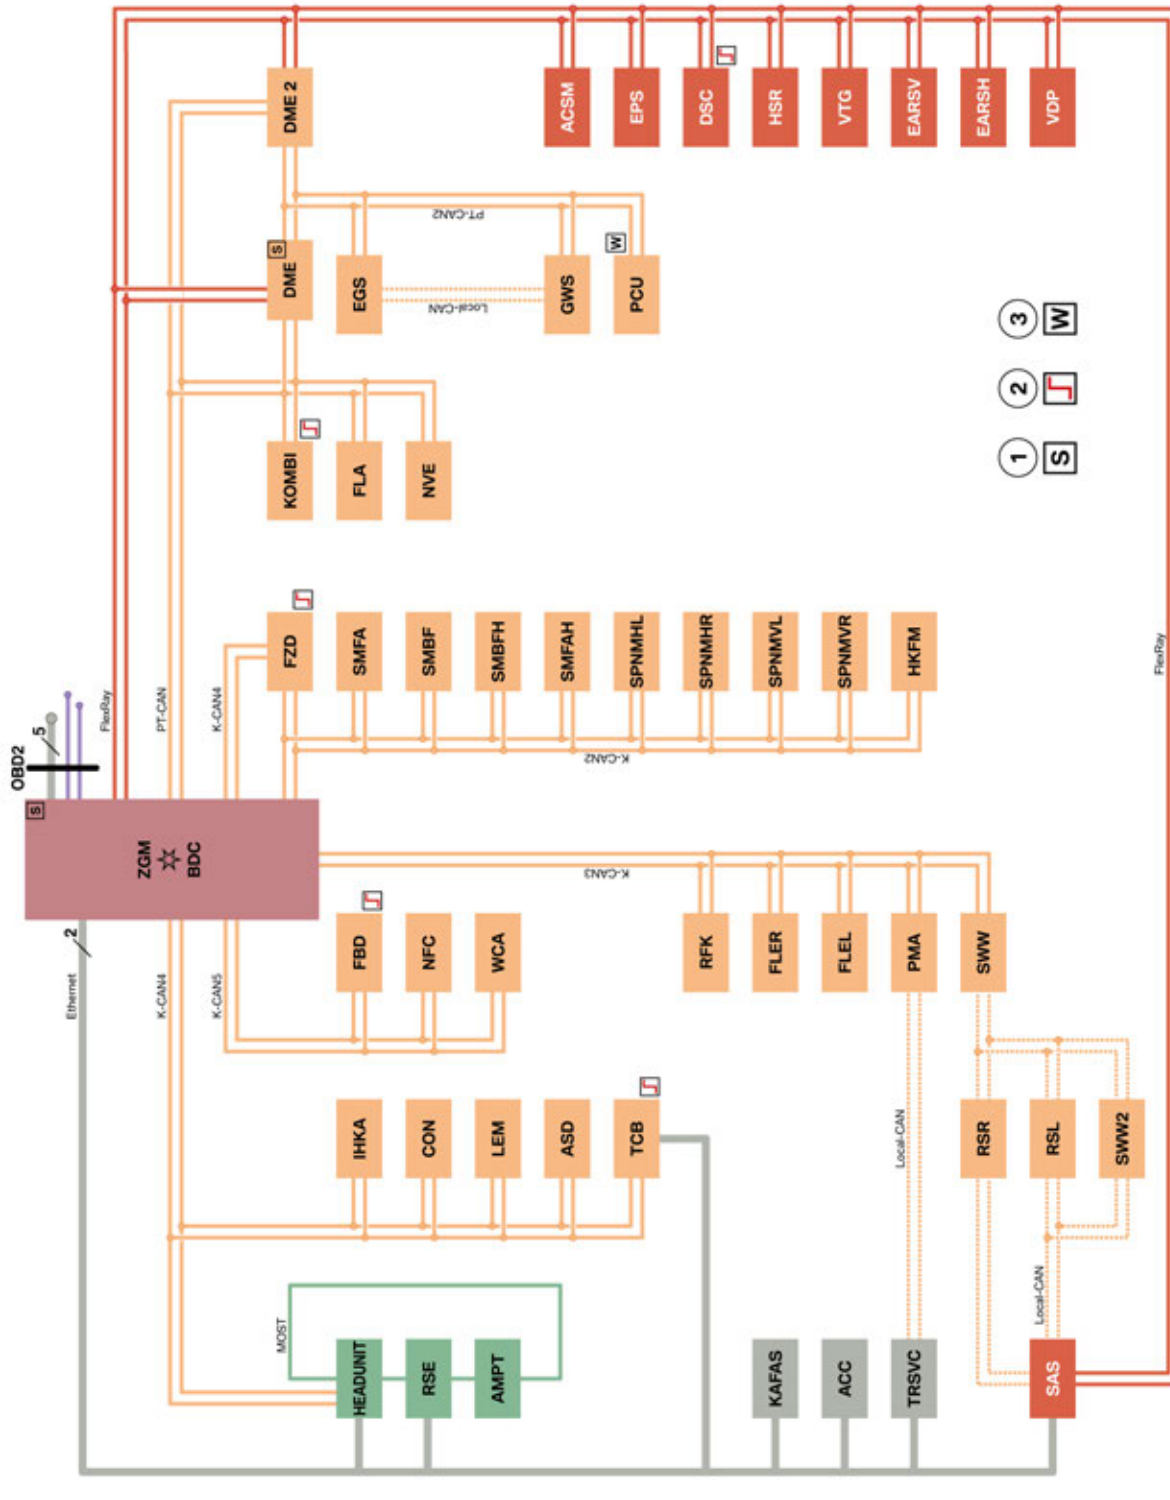 OBD2
5
S
ZGM
BDC
2
Ethernet
K-CAN4
K-CAN5
FlexRay
PT-CAN
K-CAN4
DME 2
S
DME
KOMBI
FZD
FBD
IHKA
MOST
HEADUNIT
EGS
FLA
SMFA
NFC
CON
RSE
PT-CAN2
Local-CAN
NVE
SMBF
WCA
LEM
AMPT
SMBFH
ACSM
GWS
SMFAH
ASD
K-CAN2
K-CAN3
EPS
W
PCU
SPNMHL
TCB
DSC
SPNMHR
RFK
HSR
SPNMVL
FLER
KAFAS
VTG
SPNMVR
FLEL
ACC
EARSV
HKFM
PMA
Local-CAN
TRSVC
EARSH
SWW
RSR
VDP
RSL
Local-CAN
SAS
SWW2
FlexRay
1
2
3
S
W